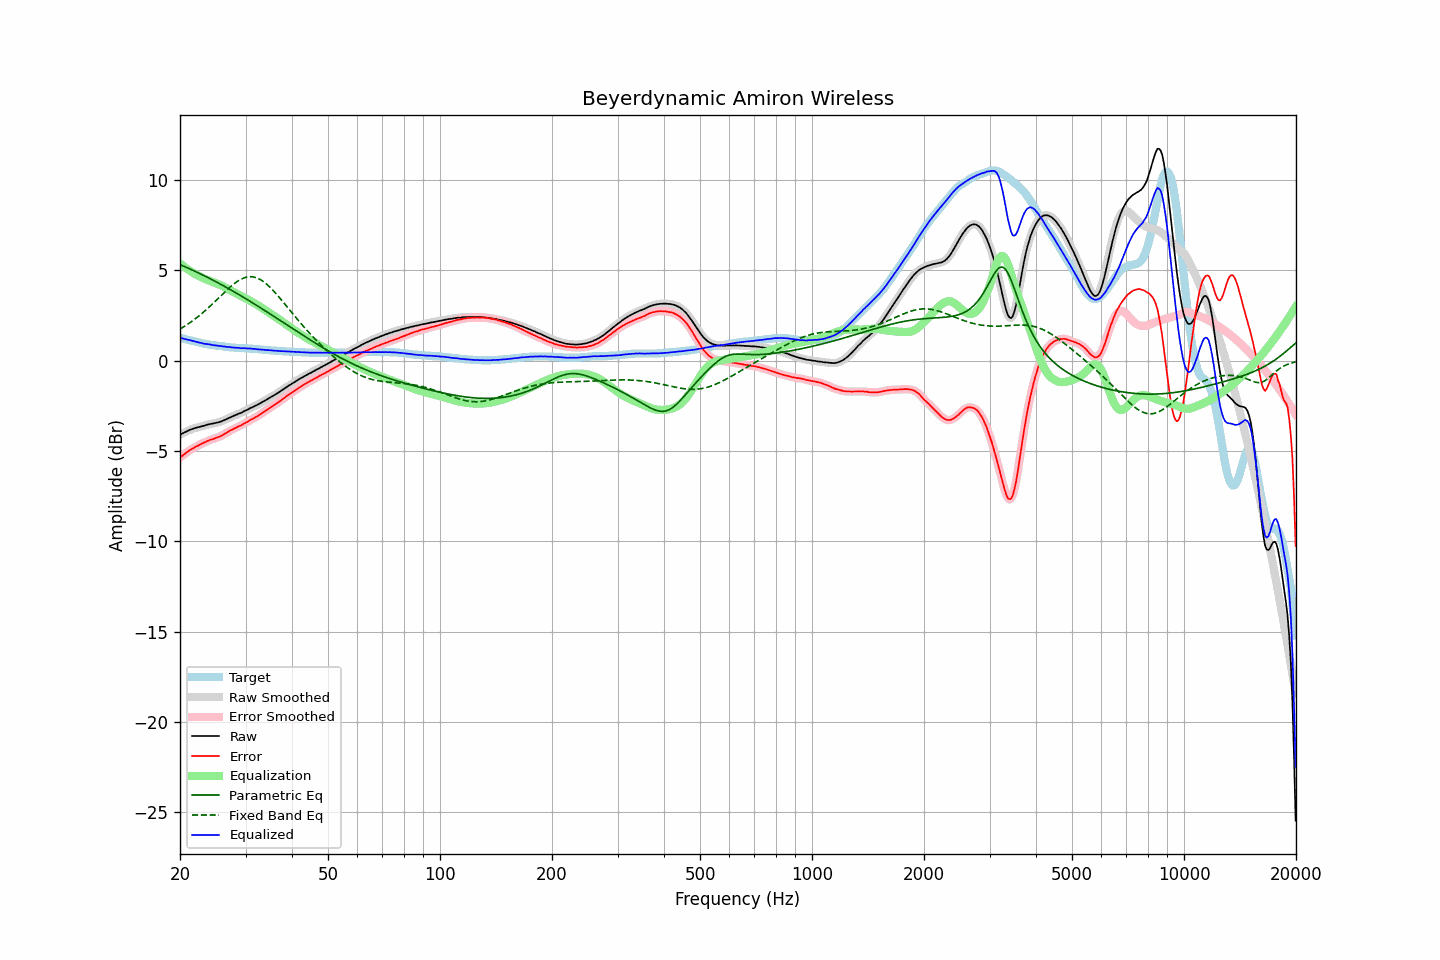 Beyerdynamic Amiron Wireless
Amplitude (dBr)
10
5
0
−5
−10
−15
−20
−25
Target
Raw Smoothed
Error Smoothed
Raw
Error
Equalization
Parametric Eq
Fixed Band Eq
Equalized
20 50 100 200 500 1000 2000 5000 10000 20000
Frequency (Hz)